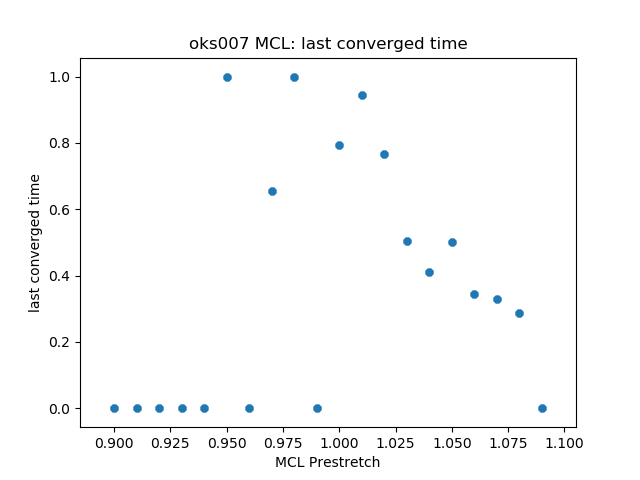 oks007 MCL: last converged time
1.0
0.8
0.6
0.4
0.2
0.0
last converged time
0.900 0.925 0.950 0.975 1.000 1.025 1.050 1.075 1.100
MCL Prestretch